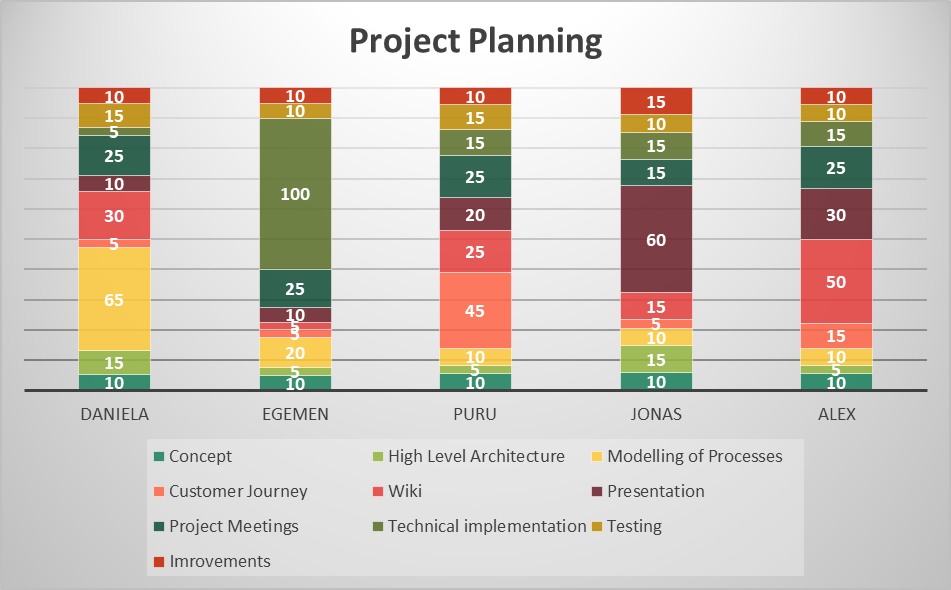 Project Planning
10 10 10 15 10
15 10 15 10 10
5 100 15 15 15
25 25 25 15 25
10 10 20 60 30
30 5 25 15 50
5 5 45 5 15
65 20 10 10 10
15 5 5 15 5
10 10 10 10 10
DANIELA EGEMEN PURU JONAS ALEX
Concept High Level Architecture Modelling of Processes
Customer Journey Wiki Presentation
Project Meetings Technical implementation Testing
Imrovements